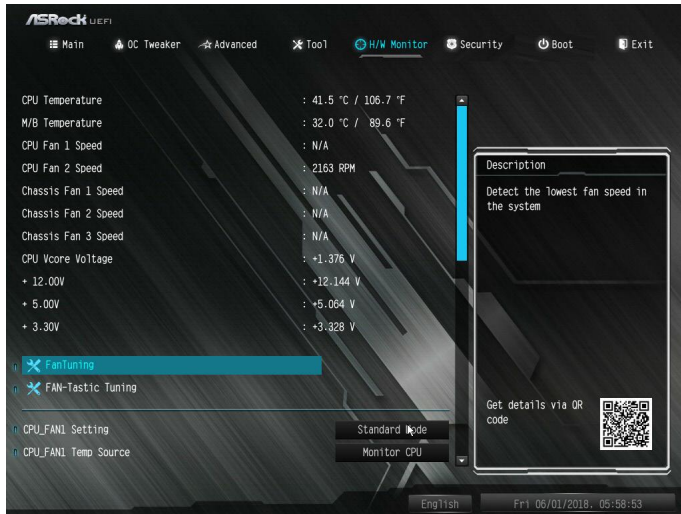 ASRock UEFI
Main OC Tweaker Advanced Tool H/W Monitor Security Boot Exit
CPU Temperature : 41.5 °C / 106.7 °F
M/B Temperature : 32.0 °C / 89.6 °F
CPU Fan 1 Speed : N/A
CPU Fan 2 Speed : 2163 RPM
Chassis Fan 1 Speed : N/A
Chassis Fan 2 Speed : N/A
Chassis Fan 3 Speed : N/A
CPU Vcore Voltage : +1.376 V
+ 12.00V : +12.144 V
+ 5.00V : +5.064 V
+ 3.30V : +3.328 V
FanTuning
FAN-Tastic Tuning
CPU_FAN1 Setting Standard Mode
CPU_FAN1 Temp Source Monitor CPU
Description
Detect the lowest fan speed in
the system
Get details via QR
code
English Fri 06/01/2018. 05:58:53